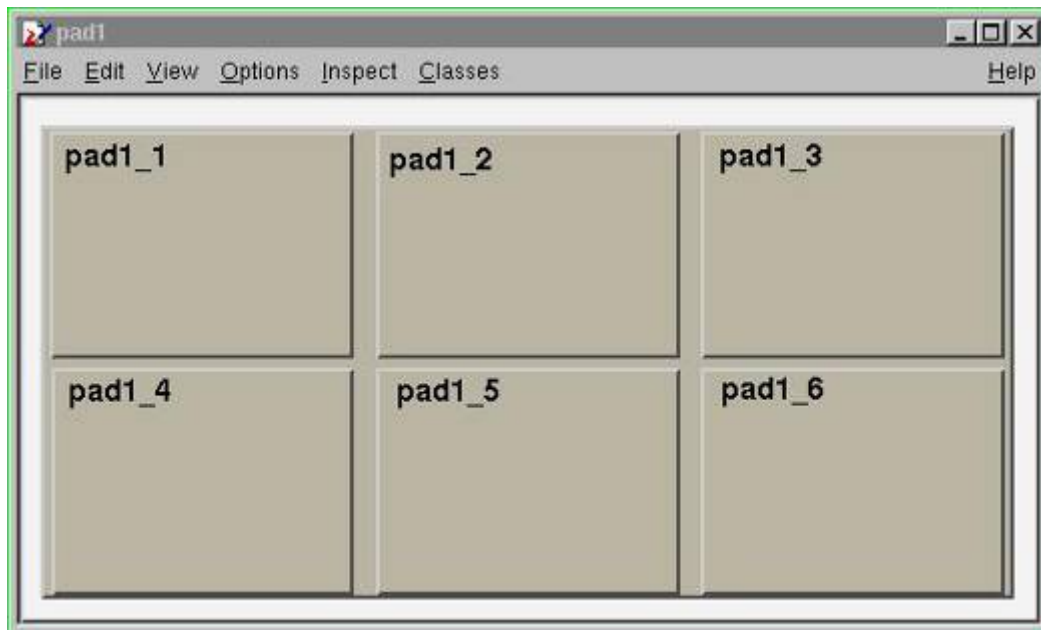 pad1
File Edit View Options Inspect Classes Help
pad1_1 pad1_2 pad1_3
pad1_4 pad1_5 pad1_6